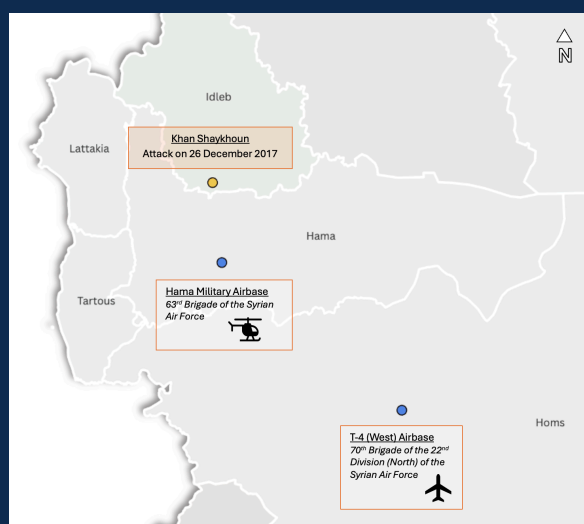 N
Idleb
Khan Shaykhoun
Attack on 26 December 2017
Lattakia
Hama
Hama Military Airbase
63rd Brigade of the Syrian
Air Force
Tartous
Homs
T-4 (West) Airbase
70th Brigade of the 22nd
Division (North) of the
Syrian Air Force